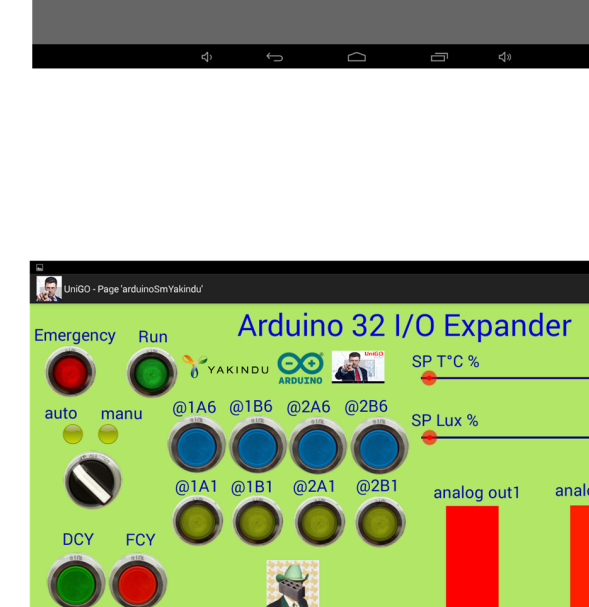 UniGO - Page 'arduinoSmYakindu'
Arduino 32 I/O Expander
Emergency Run
YAKINDU
ARDUINO
UniGO
SP T°C %
auto manu
@1A6 @1B6 @2A6 @2B6
SP Lux %
@1A1 @1B1 @2A1 @2B1
analog out1
DCY FCY